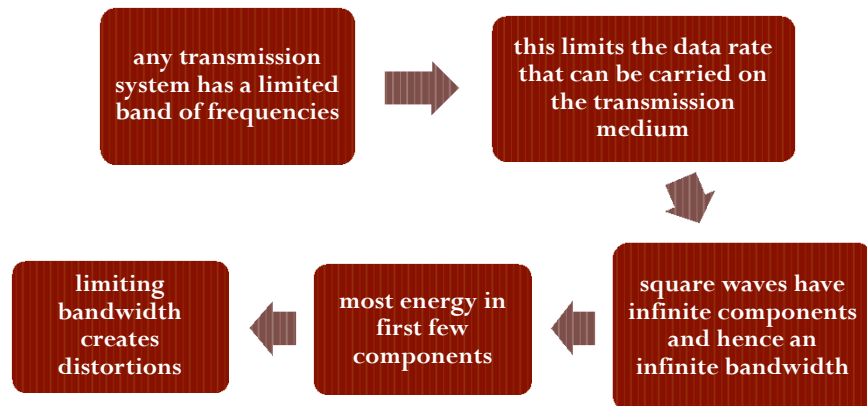 any transmission
system has a limited
band of frequencies
this limits the data rate
that can be carried on
the transmission
medium
square waves have
infinite components
and hence an
infinite bandwidth
most energy in
first few
components
limiting
bandwidth
creates
distortions